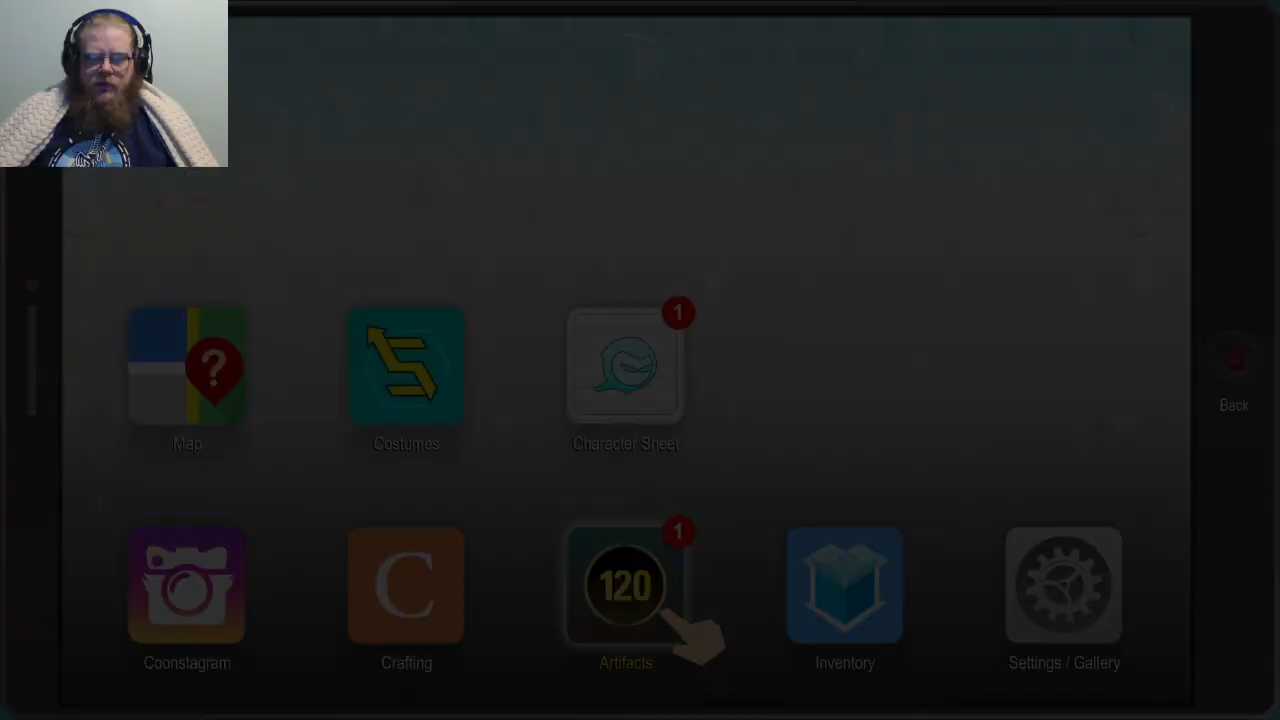 1
?
Back
Map
Costumes
Character Sheet
1
C
120
Coonstagram
Crafting
Artifacts
Inventory
Settings / Gallery